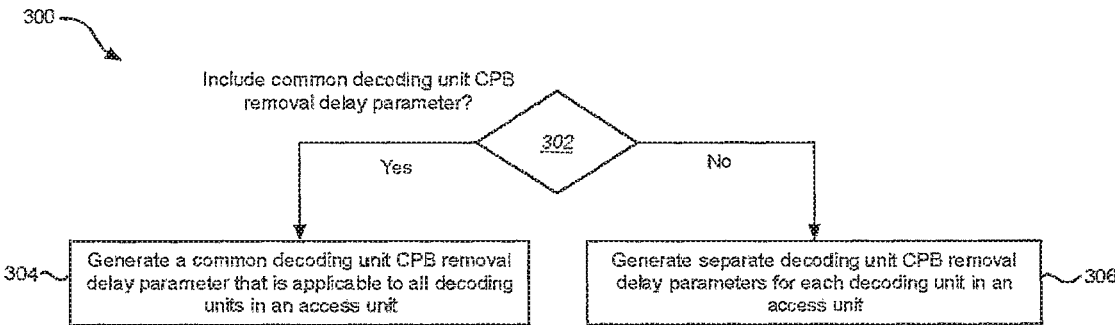 300
Include common decoding unit CPB
removal delay parameter?
302
Yes
No
304
Generate a common decoding unit CPB removal
delay parameter that is applicable to all decoding
units in an access unit
Generate separate decoding unit CPB removal
delay parameters for each decoding unit in an
access unit
306